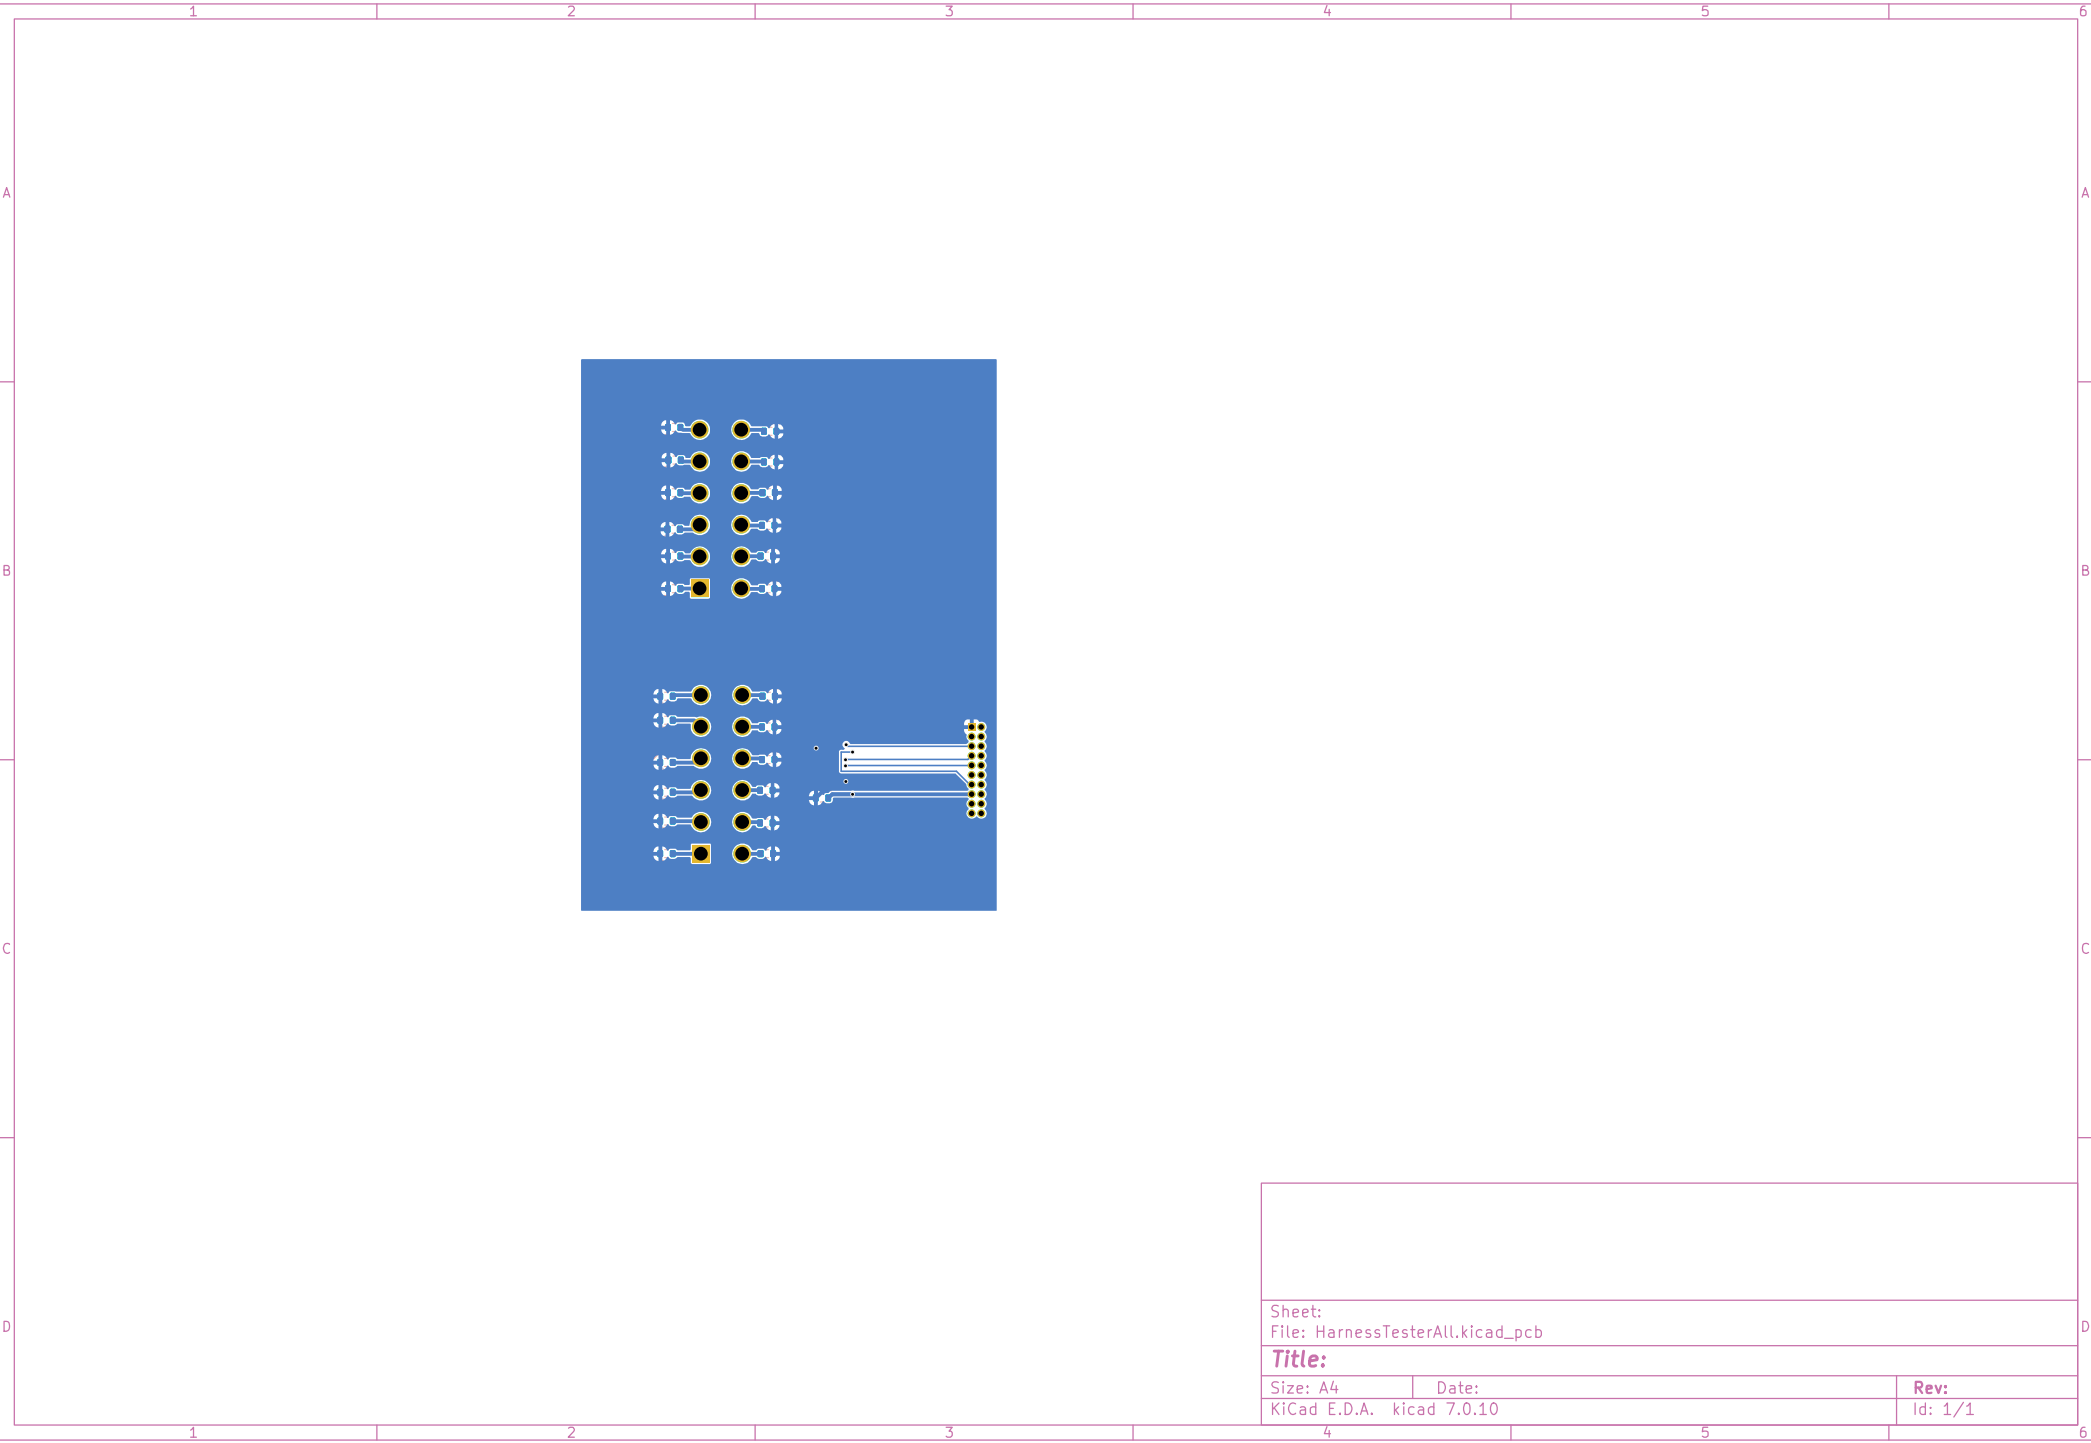 1 2 3 4 5 6
A A
B B
C C
Sheet:
File: HarnessTesterAll.kicad_pcb
D D
Title:
Size: A4 Date: Rev:
KiCad E.D.A. kicad 7.0.10 Id: 1/1
1 2 3 4 5 6